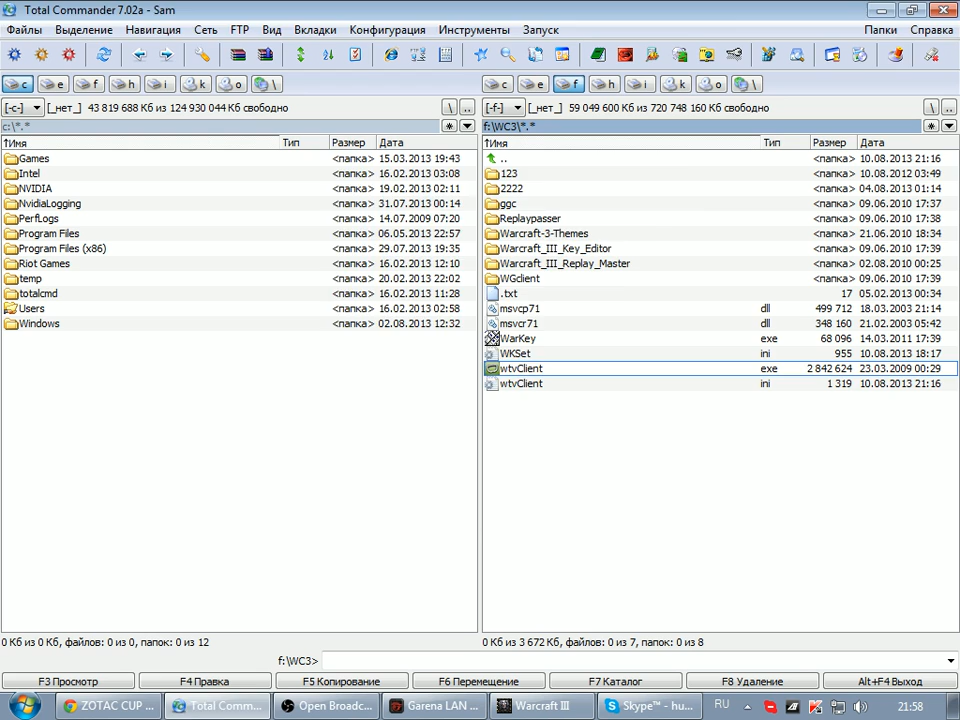 Total Commander 7.02a - Sam
Файлы Выделение Навигация Сеть FTP Вид Вкладки Конфигурация Инструменты Запуск Папки Справка
c e f h i k o \ c e f h i k o \
[-c-] [_нет_] 43 819 688 Кб из 124 930 044 Кб свободно \ .. [-f-] [_нет_] 59 049 600 Кб из 720 748 160 Кб свободно \ ..
c:\*.* * f:\WC3\*.* *
↑Имя Тип Размер Дата ↑Имя Тип Размер Дата
Games <папка> 15.03.2013 19:43 .. <папка> 10.08.2013 21:16
Intel <папка> 16.02.2013 03:08 123 <папка> 10.08.2012 03:49
NVIDIA <папка> 19.02.2013 02:11 2222 <папка> 04.08.2013 01:14
NvidiaLogging <папка> 31.07.2013 00:14 ggc <папка> 09.06.2010 17:37
PerfLogs <папка> 14.07.2009 07:20 Replaypasser <папка> 09.06.2010 17:38
Program Files <папка> 06.05.2013 22:57 Warcraft-3-Themes <папка> 21.06.2010 18:34
Program Files (x86) <папка> 29.07.2013 19:35 Warcraft_III_Key_Editor <папка> 09.06.2010 17:39
Riot Games <папка> 16.02.2013 12:10 Warcraft_III_Replay_Master <папка> 02.08.2010 00:25
temp <папка> 20.02.2013 22:02 WGclient <папка> 09.06.2010 17:39
totalcmd <папка> 16.02.2013 11:28 .txt 17 05.02.2013 00:34
Users <папка> 16.02.2013 02:58 msvcp71 dll 499 712 18.03.2003 21:14
Windows <папка> 02.08.2013 12:32 msvcr71 dll 348 160 21.02.2003 05:42
WarKey exe 68 096 14.03.2011 17:39
WKSet ini 955 10.08.2013 18:17
wtvClient exe 2 842 624 23.03.2009 00:29
wtvClient ini 1 319 10.08.2013 21:16
0 Кб из 0 Кб, файлов: 0 из 0, папок: 0 из 12 0 Кб из 3 672 Кб, файлов: 0 из 7, папок: 0 из 8
f:\WC3>
F3 Просмотр F4 Правка F5 Копирование F6 Перемещение F7 Каталог F8 Удаление Alt+F4 Выход
ZOTAC CUP ... Total Comm... Open Broadc... Garena LAN ... Warcraft III Skype™ - hu... RU 21:58